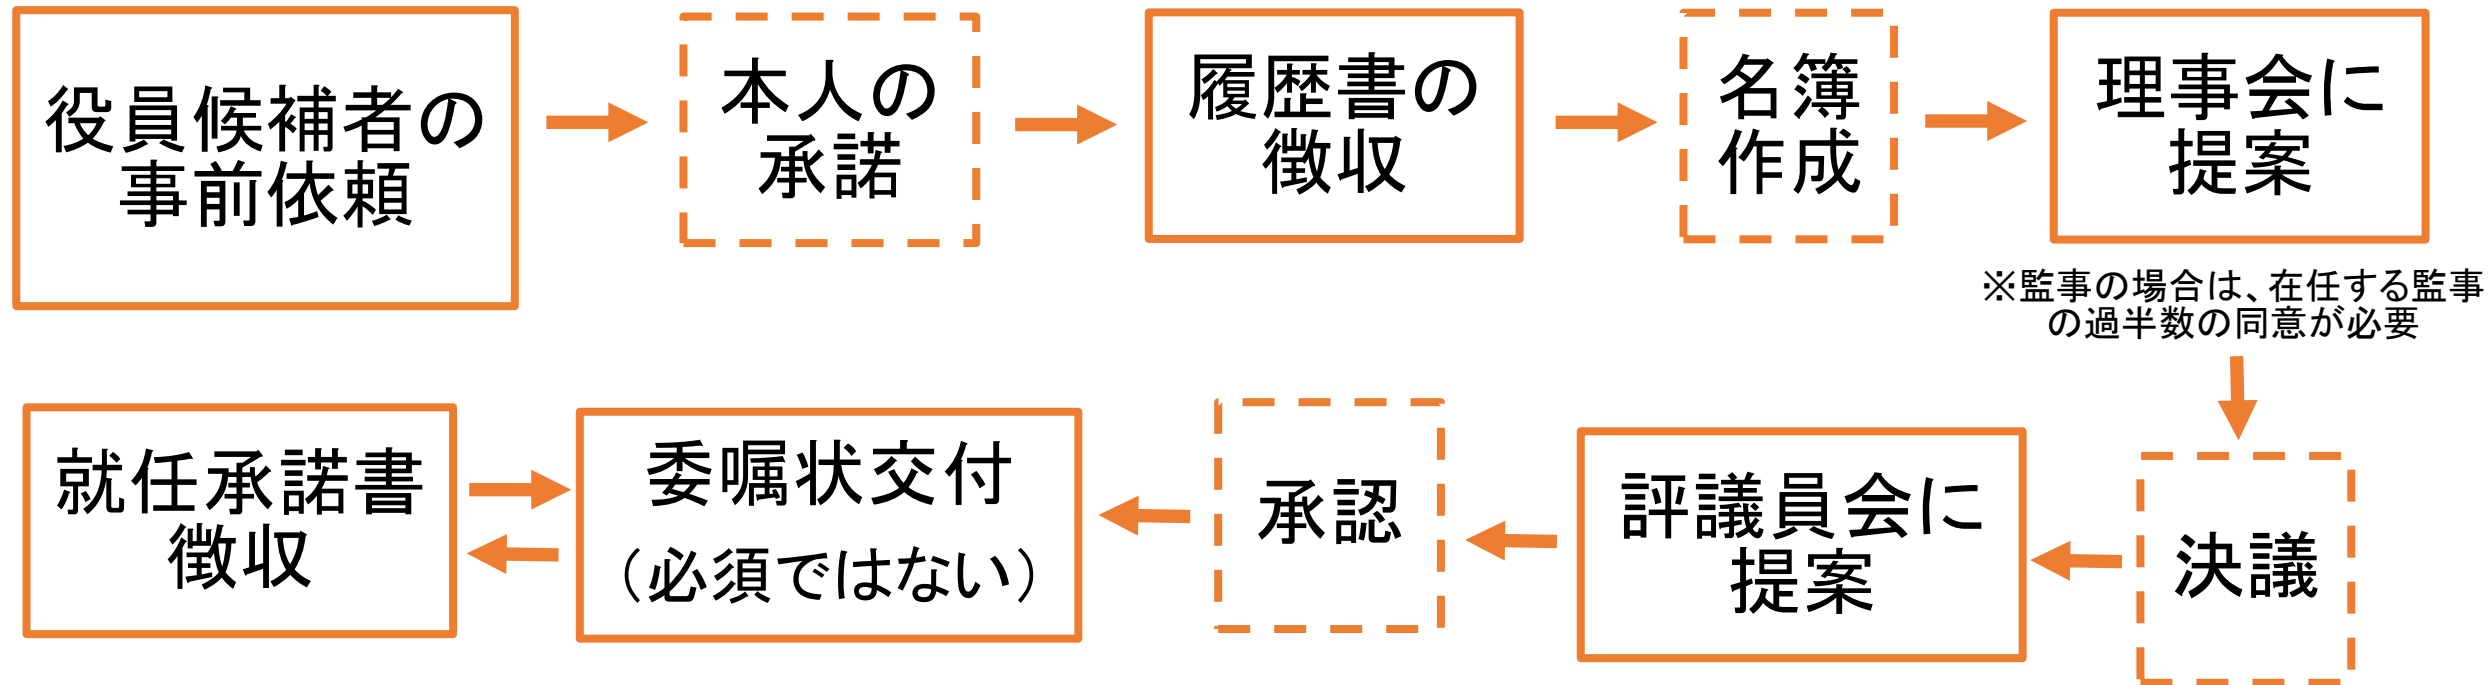 役員候補者の
事前依頼
本人の
承諾
履歴書の
徴収
名簿
作成
理事会に
提案
※監事の場合は、在任する監事
の過半数の同意が必要
決議
評議員会に
提案
承認
委嘱状交付
（必須ではない）
就任承諾書
徴収